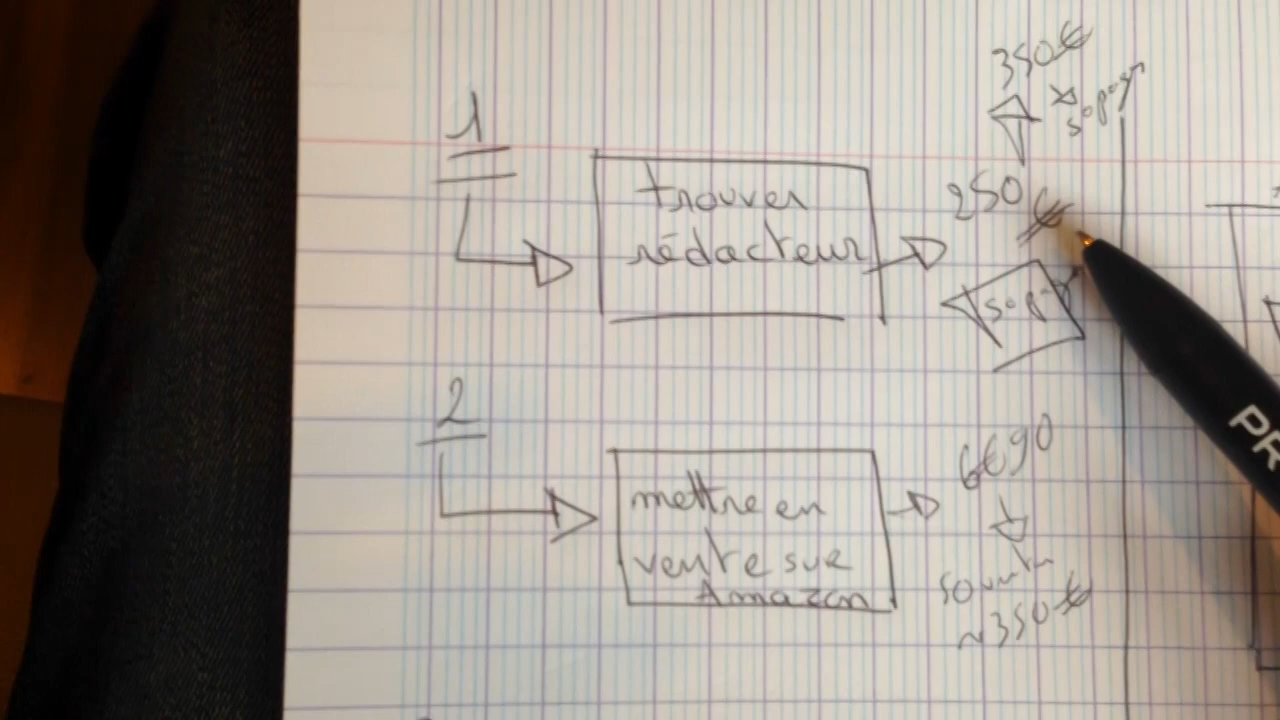 350€
1
trouver
rédacteur
250€
50 pages
2
mettre en
vente sur
Amazon
6€90
50 ventes
~350€
PR